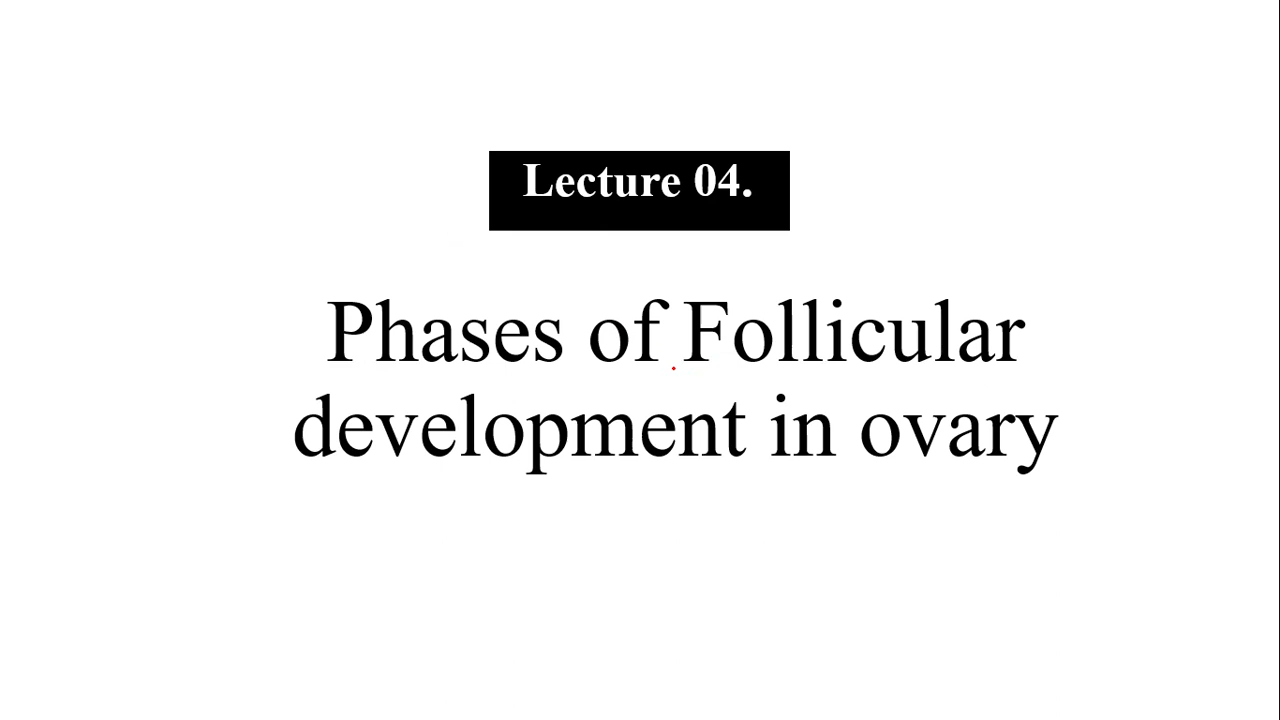 Lecture 04.
Phases of Follicular
development in ovary